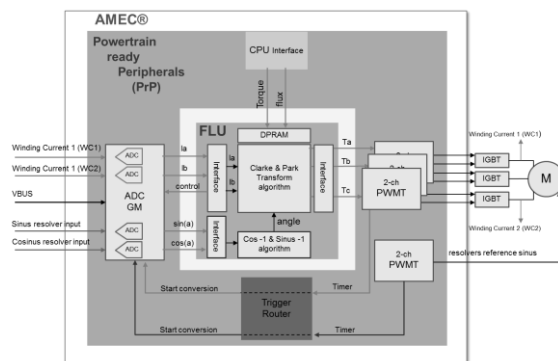 AMEC®
Powertrain
ready
Peripherals
(PrP)
CPU Interface
Torque
flux
FLU
DPRAM
Winding Current 1 (WC1)
Winding Current 1 (WC2)
VBUS
Sinus resolver input
Cosinus resolver input
ADC
ADC
ADC
GM
ADC
ADC
Ia
Ib
control
sin(a)
cos(a)
Interface
Interface
Ia
Ib
Clarke & Park
Transform
algorithm
angle
Cos -1 & Sinus -1
algorithm
Interface
Ta
Tb
Tc
2-ch
2-ch
PWMT
IGBT
IGBT
IGBT
M
Winding Current 1 (WC1)
Winding Current 2 (WC1)
2-ch
PWMT
resolvers reference sinus
Start conversion
Timer
Trigger
Router
Start conversion
Timer